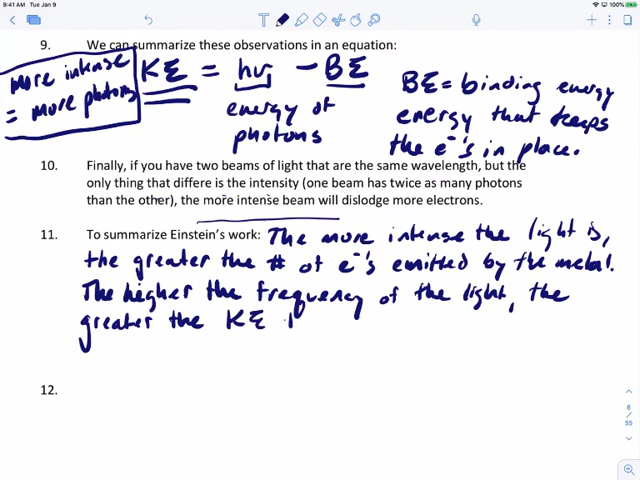 9:41 AM Tue Jan 9
100%
9. We can summarize these observations in an equation:
more intense
= more photons
KE = hν - BE
energy of
photons
BE = binding energy
energy that keeps
the e⁻'s in place.
10. Finally, if you have two beams of light that are the same wavelength, but the
only thing that differe is the intensity (one beam has twice as many photons
than the other), the more intense beam will dislodge more electrons.
11. To summarize Einstein's work: The more intense the light is,
the greater the # of e⁻'s emitted by the metal.
The higher the frequency of the light, the
greater the KE
12.
8
/
55